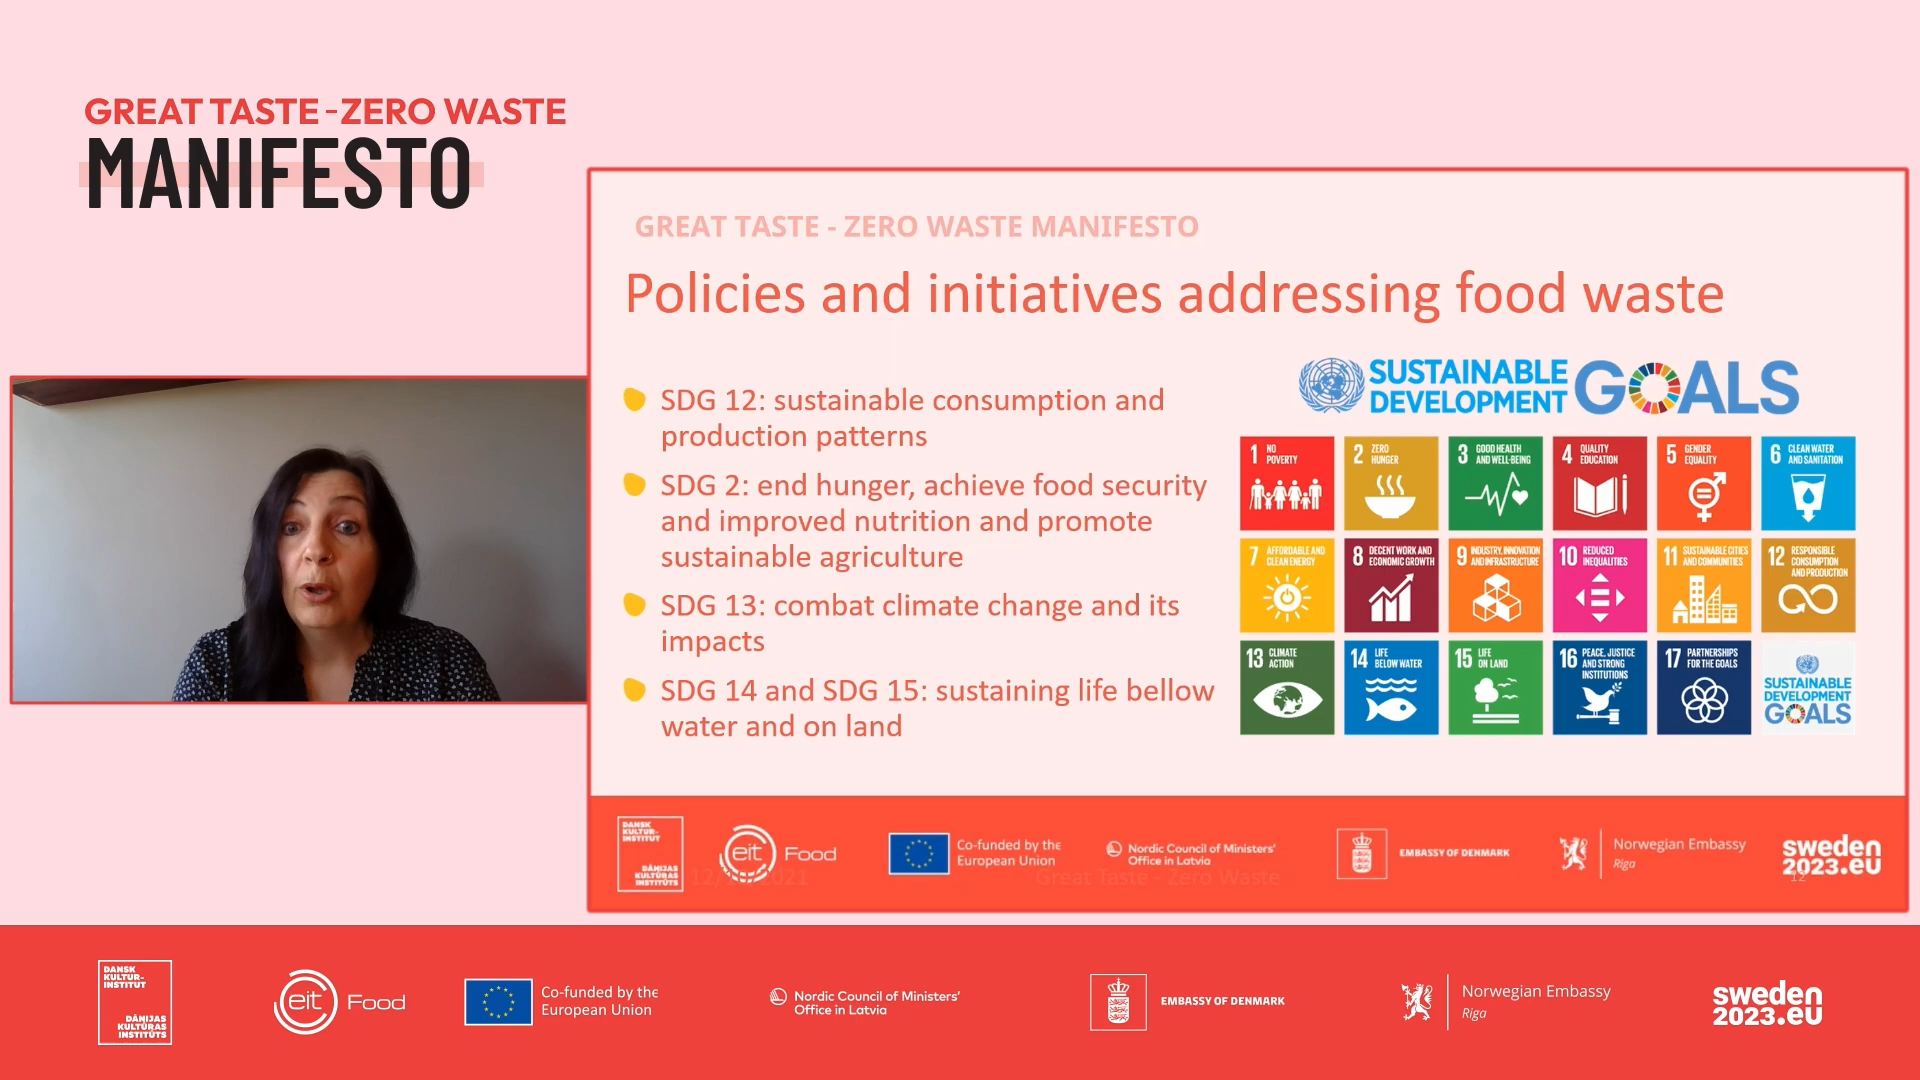 GREAT TASTE - ZERO WASTE
MANIFESTO
GREAT TASTE - ZERO WASTE MANIFESTO
Policies and initiatives addressing food waste
SDG 12: sustainable consumption and
production patterns
SDG 2: end hunger, achieve food security
and improved nutrition and promote
sustainable agriculture
SDG 13: combat climate change and its
impacts
SDG 14 and SDG 15: sustaining life bellow
water and on land
SUSTAINABLE
DEVELOPMENT
GOALS
1 NO
POVERTY
2 ZERO
HUNGER
3 GOOD HEALTH
AND WELL-BEING
4 QUALITY
EDUCATION
5 GENDER
EQUALITY
6 CLEAN WATER
AND SANITATION
7 AFFORDABLE AND
CLEAN ENERGY
8 DECENT WORK AND
ECONOMIC GROWTH
9 INDUSTRY, INNOVATION
AND INFRASTRUCTURE
10 REDUCED
INEQUALITIES
11 SUSTAINABLE CITIES
AND COMMUNITIES
12 RESPONSIBLE
CONSUMPTION
AND PRODUCTION
13 CLIMATE
ACTION
14 LIFE
BELOW WATER
15 LIFE
ON LAND
16 PEACE, JUSTICE
AND STRONG
INSTITUTIONS
17 PARTNERSHIPS
FOR THE GOALS
SUSTAINABLE
DEVELOPMENT
GOALS
DANSK
KULTUR-
INSTITUT
DĀNIJAS
KULTŪRAS
INSTITŪTS
eit Food
Co-funded by the
European Union
Nordic Council of Ministers'
Office in Latvia
EMBASSY OF DENMARK
Norwegian Embassy
Riga
sweden
2023.eu
Great Taste - Zero Waste
12
DANSK
KULTUR-
INSTITUT
DĀNIJAS
KULTŪRAS
INSTITŪTS
eit Food
Co-funded by the
European Union
Nordic Council of Ministers'
Office in Latvia
EMBASSY OF DENMARK
Norwegian Embassy
Riga
sweden
2023.eu